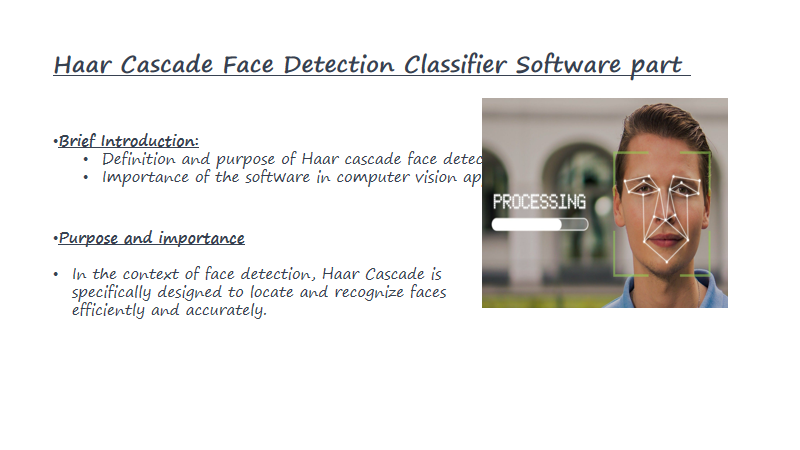 Haar Cascade Face Detection Classifier Software part
•Brief Introduction:
• Definition and purpose of Haar cascade face detec
• Importance of the software in computer vision ap
PROCESSING
•Purpose and importance
• In the context of face detection, Haar Cascade is
specifically designed to locate and recognize faces
efficiently and accurately.